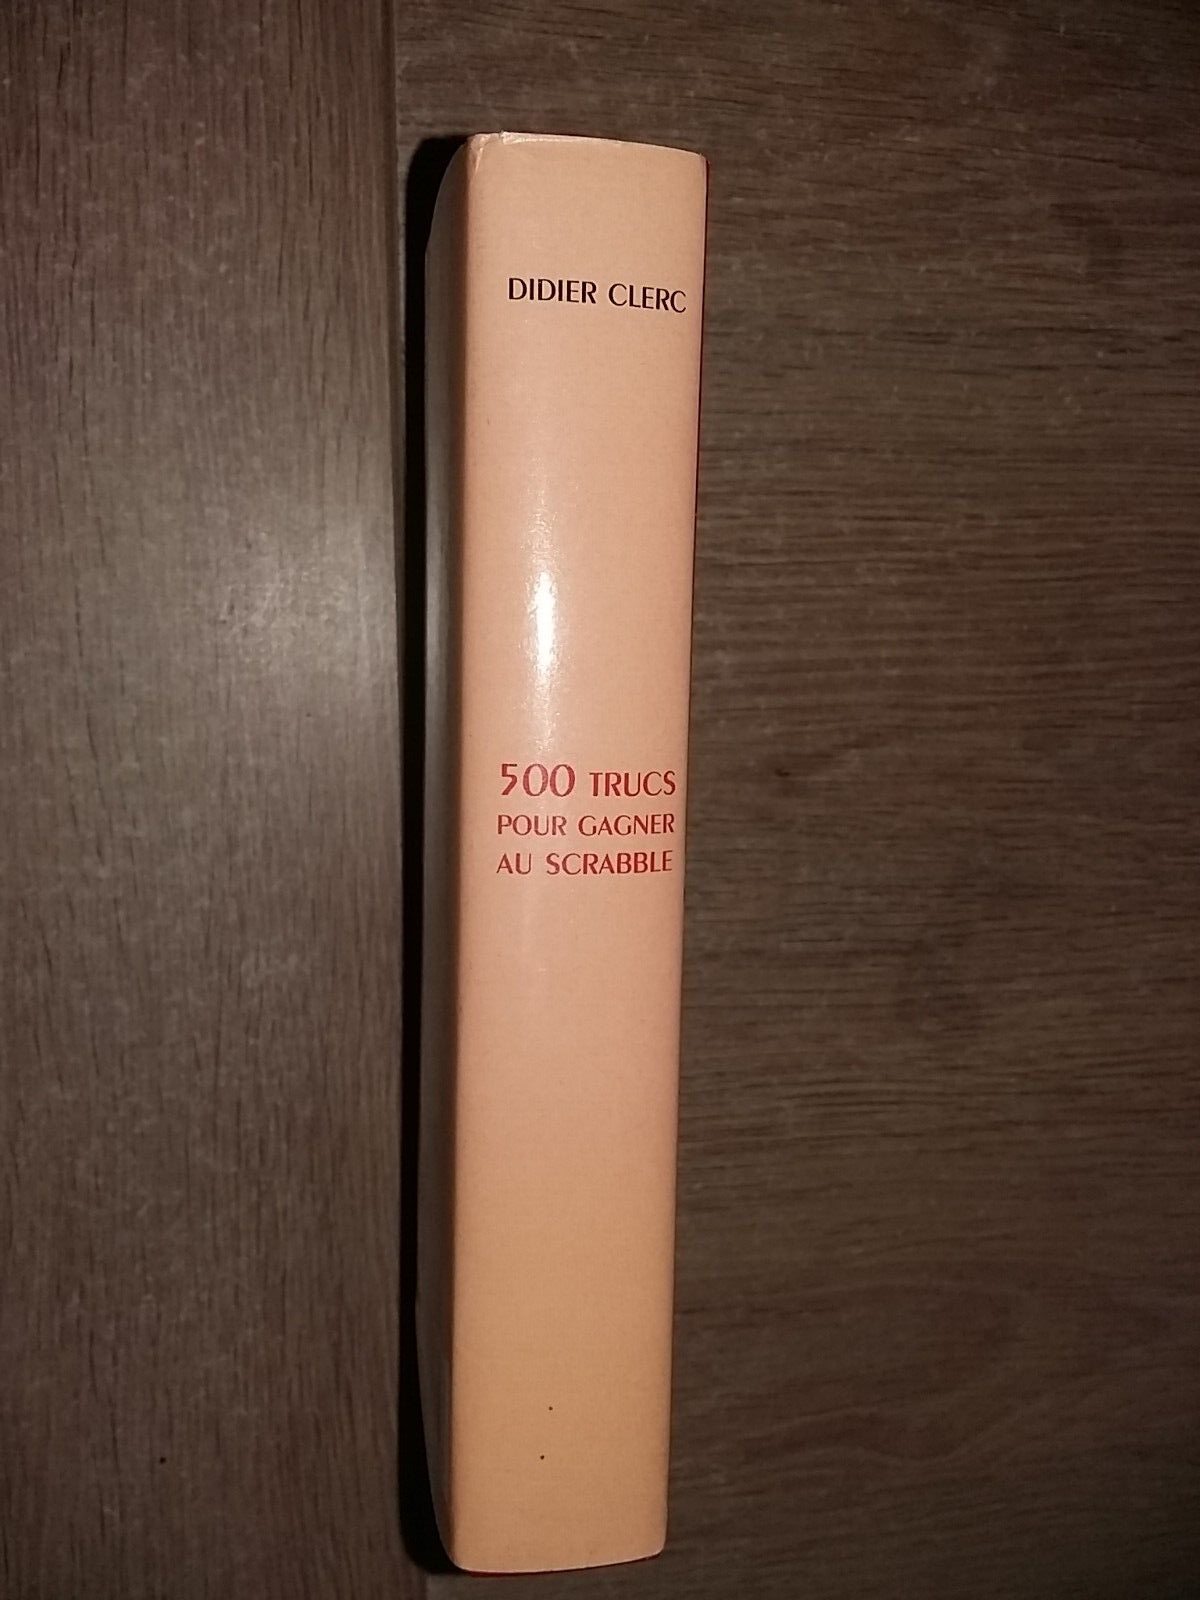 DIDIER CLERC
500 TRUCS
POUR GAGNER
AU SCRABBLE